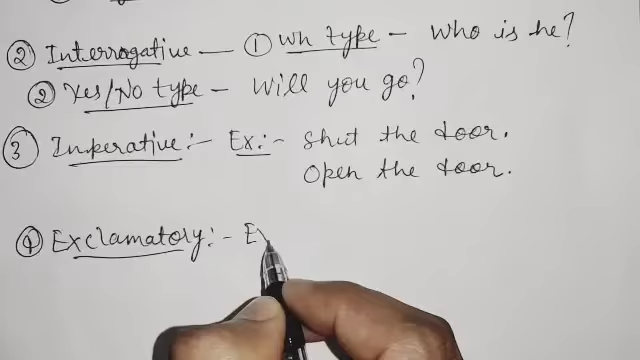 ② Interrogative — ① Wh type - Who is he?
② Yes/No type - Will you go?
③ Imperative :- Ex:- Shut the door.
Open the door.
④ Exclamatory :- Ex